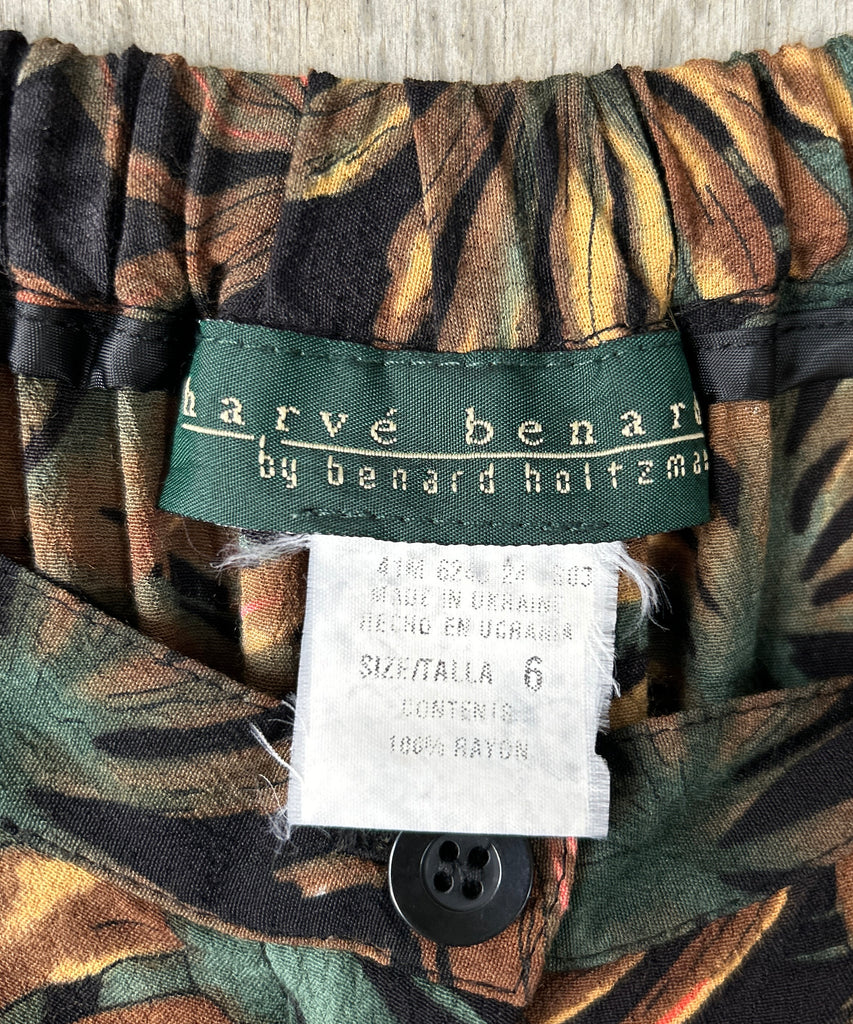 harvé benard
by benard holtzman
MADE IN UKRAINE
HECHO EN UCRANIA
SIZE/TALLA 6
CONTENTS
100% RAYON